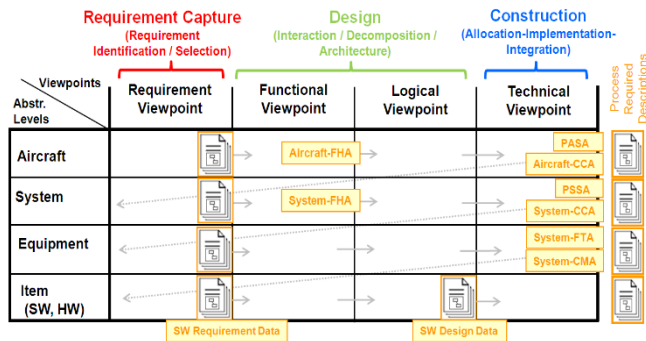 Requirement Capture
(Requirement
Identification / Selection)
Design
(Interaction / Decomposition /
Architecture)
Construction
(Allocation-Implementation-
Integration)
Viewpoints
Abstr.
Levels
Requirement
Viewpoint
Functional
Viewpoint
Logical
Viewpoint
Technical
Viewpoint
Process
Required
Descriptions
Aircraft
Aircraft-FHA
PASA
Aircraft-CCA
System
System-FHA
PSSA
System-CCA
Equipment
System-FTA
System-CMA
Item
(SW, HW)
SW Requirement Data
SW Design Data